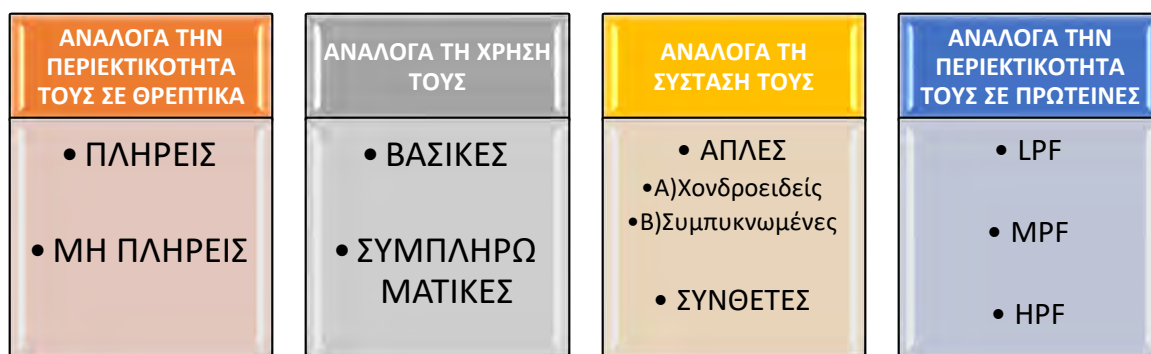 ΑΝΑΛΟΓΑ ΤΗΝ
ΠΕΡΙΕΚΤΙΚΟΤΗΤΑ
ΤΟΥΣ ΣΕ ΘΡΕΠΤΙΚΑ
• ΠΛΗΡΕΙΣ
• ΜΗ ΠΛΗΡΕΙΣ
ΑΝΑΛΟΓΑ ΤΗ ΧΡΗΣΗ
ΤΟΥΣ
• ΒΑΣΙΚΕΣ
• ΣΥΜΠΛΗΡΩ
ΜΑΤΙΚΕΣ
ΑΝΑΛΟΓΑ ΤΗ
ΣΥΣΤΑΣΗ ΤΟΥΣ
• ΑΠΛΕΣ
•Α)Χονδροειδείς
•Β)Συμπυκνωμένες
• ΣΥΝΘΕΤΕΣ
ΑΝΑΛΟΓΑ ΤΗΝ
ΠΕΡΙΕΚΤΙΚΟΤΗΤΑ
ΤΟΥΣ ΣΕ ΠΡΩΤΕΙΝΕΣ
• LPF
• MPF
• HPF